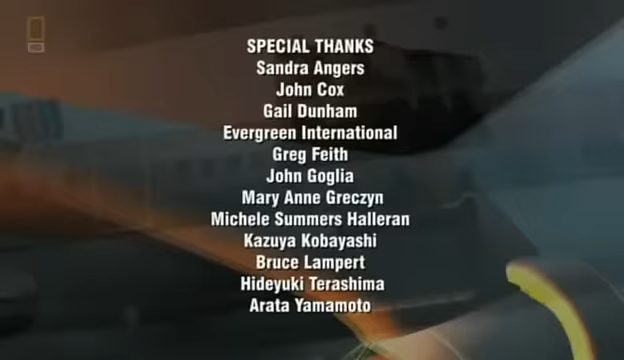 SPECIAL THANKS
Sandra Angers
John Cox
Gail Dunham
Evergreen International
Greg Feith
John Goglia
Mary Anne Greczyn
Michele Summers Halleran
Kazuya Kobayashi
Bruce Lampert
Hideyuki Terashima
Arata Yamamoto